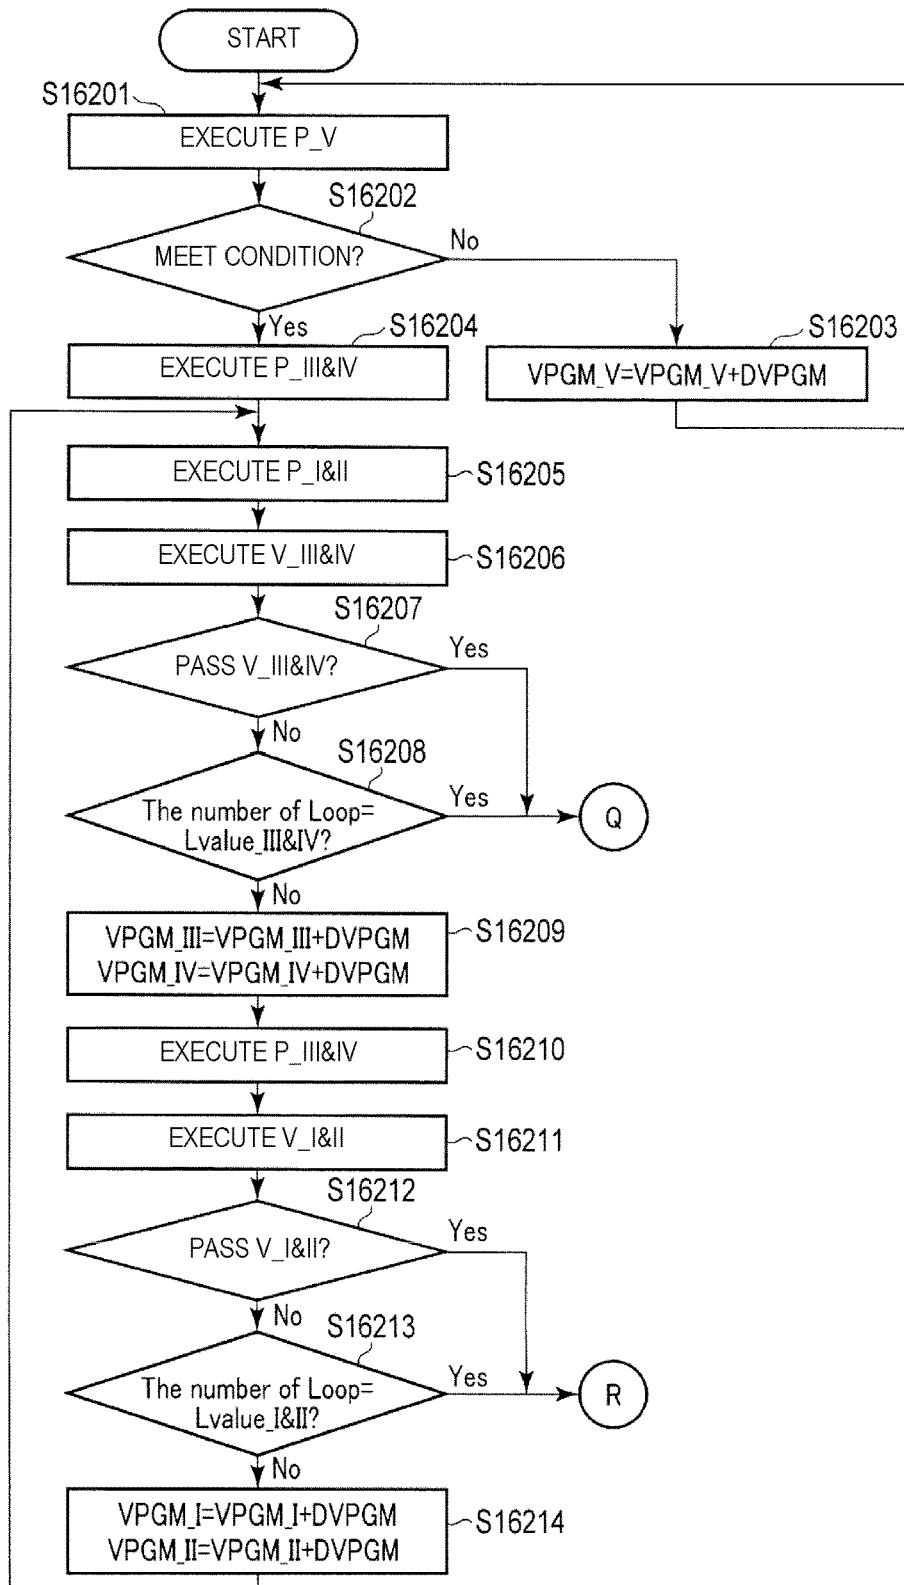 START
S16201
EXECUTE P_V
S16202
MEET CONDITION?
No
Yes
S16204
EXECUTE P_III&IV
S16203
VPGM_V=VPGM_V+DVPGM
EXECUTE P_I&II
S16205
EXECUTE V_III&IV
S16206
S16207
PASS V_III&IV?
Yes
No
S16208
The number of Loop=
Lvalue_III&IV?
Yes
Q
No
VPGM_III=VPGM_III+DVPGM
VPGM_IV=VPGM_IV+DVPGM
S16209
EXECUTE P_III&IV
S16210
EXECUTE V_I&II
S16211
S16212
PASS V_I&II?
Yes
No
S16213
The number of Loop=
Lvalue_I&II?
Yes
R
No
VPGM_I=VPGM_I+DVPGM
VPGM_II=VPGM_II+DVPGM
S16214